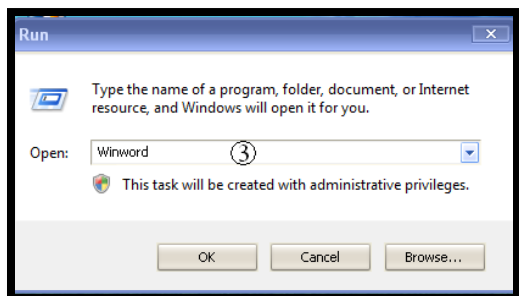 Run
Type the name of a program, folder, document, or Internet
resource, and Windows will open it for you.
Open: Winword ③
This task will be created with administrative privileges.
OK Cancel Browse...